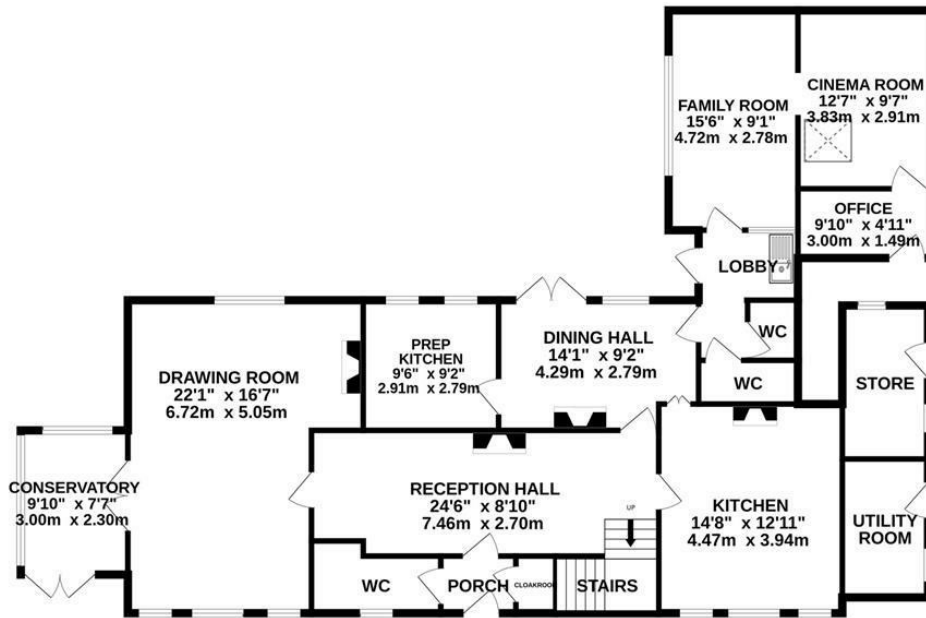 FAMILY ROOM
15'6" x 9'1"
4.72m x 2.78m
CINEMA ROOM
12'7" x 9'7"
3.83m x 2.91m
OFFICE
9'10" x 4'11"
3.00m x 1.49m
LOBBY
WC
WC
STORE
UTILITY
ROOM
DINING HALL
14'1" x 9'2"
4.29m x 2.79m
PREP
KITCHEN
9'6" x 9'2"
2.91m x 2.79m
DRAWING ROOM
22'1" x 16'7"
6.72m x 5.05m
CONSERVATORY
9'10" x 7'7"
3.00m x 2.30m
RECEPTION HALL
24'6" x 8'10"
7.46m x 2.70m
UP
KITCHEN
14'8" x 12'11"
4.47m x 3.94m
WC
PORCH
CLOAKROOM
STAIRS